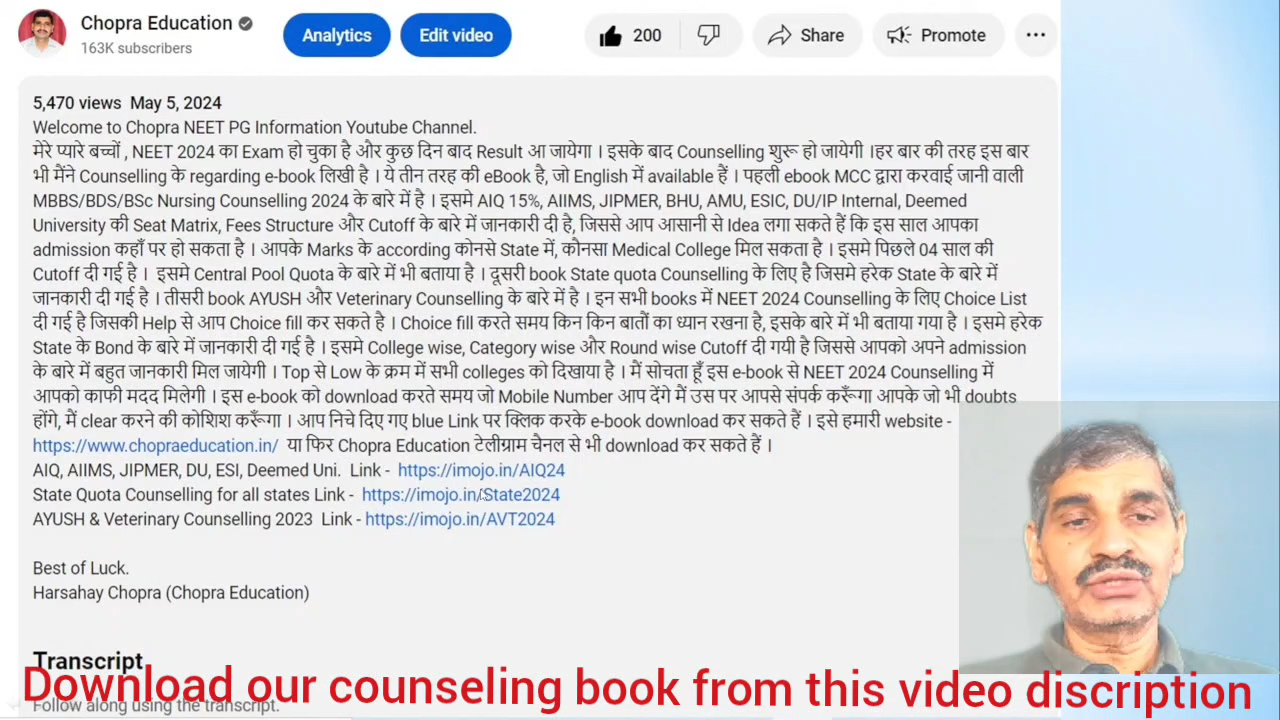 Chopra Education
163K subscribers
Analytics
Edit video
200
Share
Promote
5,470 views May 5, 2024
Welcome to Chopra NEET PG Information Youtube Channel.
मेरे प्यारे बच्चों , NEET 2024 का Exam हो चुका है और कुछ दिन बाद Result आ जायेगा । इसके बाद Counselling शुरू हो जायेगी ।हर बार की तरह इस बार
भी मैंने Counselling के regarding e-book लिखी है । ये तीन तरह की eBook है, जो English में available हैं । पहली ebook MCC द्वारा करवाई जानी वाली
MBBS/BDS/BSc Nursing Counselling 2024 के बारे में है । इसमे AIQ 15%, AIIMS, JIPMER, BHU, AMU, ESIC, DU/IP Internal, Deemed
University की Seat Matrix, Fees Structure और Cutoff के बारे में जानकारी दी है, जिससे आप आसानी से Idea लगा सकते हैं कि इस साल आपका
admission कहाँ पर हो सकता है । आपके Marks के according कोनसे State में, कौनसा Medical College मिल सकता है । इसमे पिछले 04 साल की
Cutoff दी गई है । इसमे Central Pool Quota के बारे में भी बताया है । दूसरी book State quota Counselling के लिए है जिसमे हरेक State के बारे में
जानकारी दी गई है । तीसरी book AYUSH और Veterinary Counselling के बारे में है । इन सभी books में NEET 2024 Counselling के लिए Choice List
दी गई है जिसकी Help से आप Choice fill कर सकते है । Choice fill करते समय किन किन बातों का ध्यान रखना है, इसके बारे में भी बताया गया है । इसमे हरेक
State के Bond के बारे में जानकारी दी गई है । इसमे College wise, Category wise और Round wise Cutoff दी गयी है जिससे आपको अपने admission
के बारे में बहुत जानकारी मिल जायेगी । Top से Low के क्रम में सभी colleges को दिखाया है । मैं सोचता हूँ इस e-book से NEET 2024 Counselling में
आपको काफी मदद मिलेगी । इस e-book को download करते समय जो Mobile Number आप देंगे मैं उस पर आपसे संपर्क करूँगा आपके जो भी doubts
होंगे, मैं clear करने की कोशिश करूँगा । आप निचे दिए गए blue Link पर क्लिक करके e-book download कर सकते हैं । इसे हमारी website -
https://www.chopraeducation.in/ या फिर Chopra Education टेलीग्राम चैनल से भी download कर सकते हैं ।
AIQ, AIIMS, JIPMER, DU, ESI, Deemed Uni. Link - https://imojo.in/AIQ24
State Quota Counselling for all states Link - https://imojo.in/State2024
AYUSH & Veterinary Counselling 2023 Link - https://imojo.in/AVT2024
Best of Luck.
Harsahay Chopra (Chopra Education)
Transcript
Download our counseling book from this video discription
Follow along using the transcript.